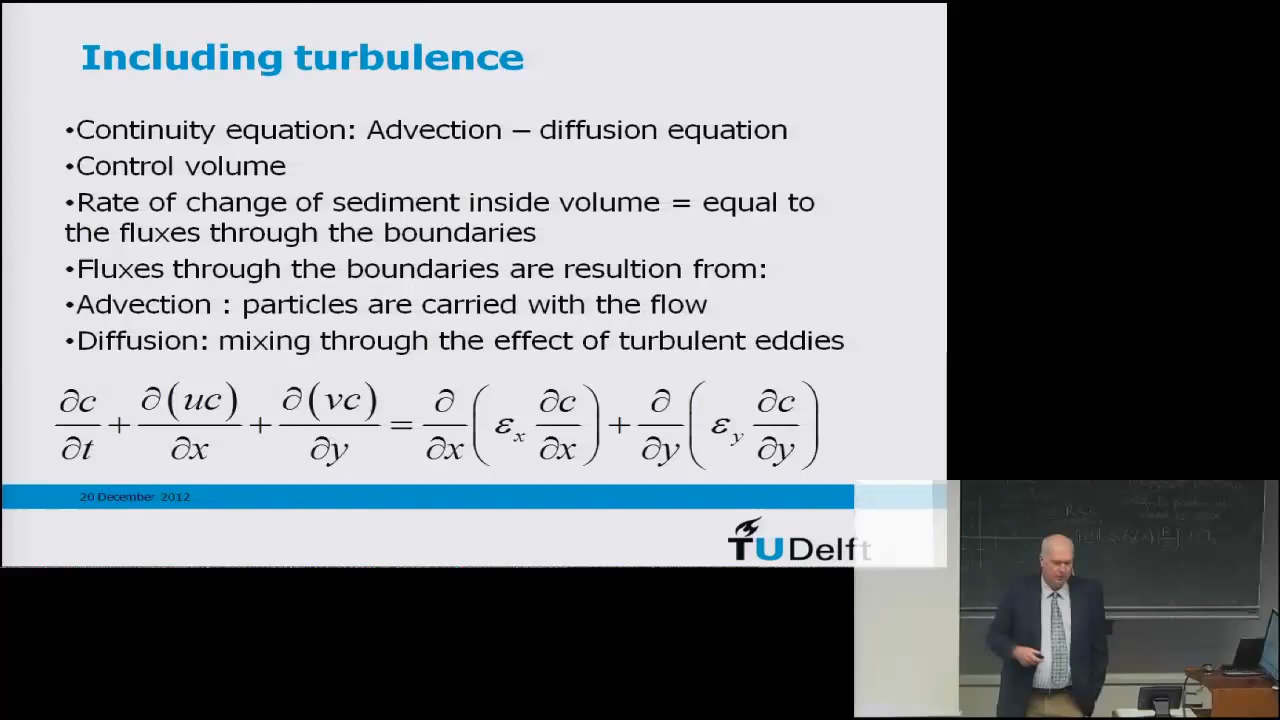 Including turbulence
•Continuity equation: Advection – diffusion equation
•Control volume
•Rate of change of sediment inside volume = equal to
the fluxes through the boundaries
•Fluxes through the boundaries are resultion from:
•Advection : particles are carried with the flow
•Diffusion: mixing through the effect of turbulent eddies
∂c/∂t + ∂(uc)/∂x + ∂(vc)/∂y = ∂/∂x (εx ∂c/∂x) + ∂/∂y (εy ∂c/∂y)
20 December 2012
TU Delft